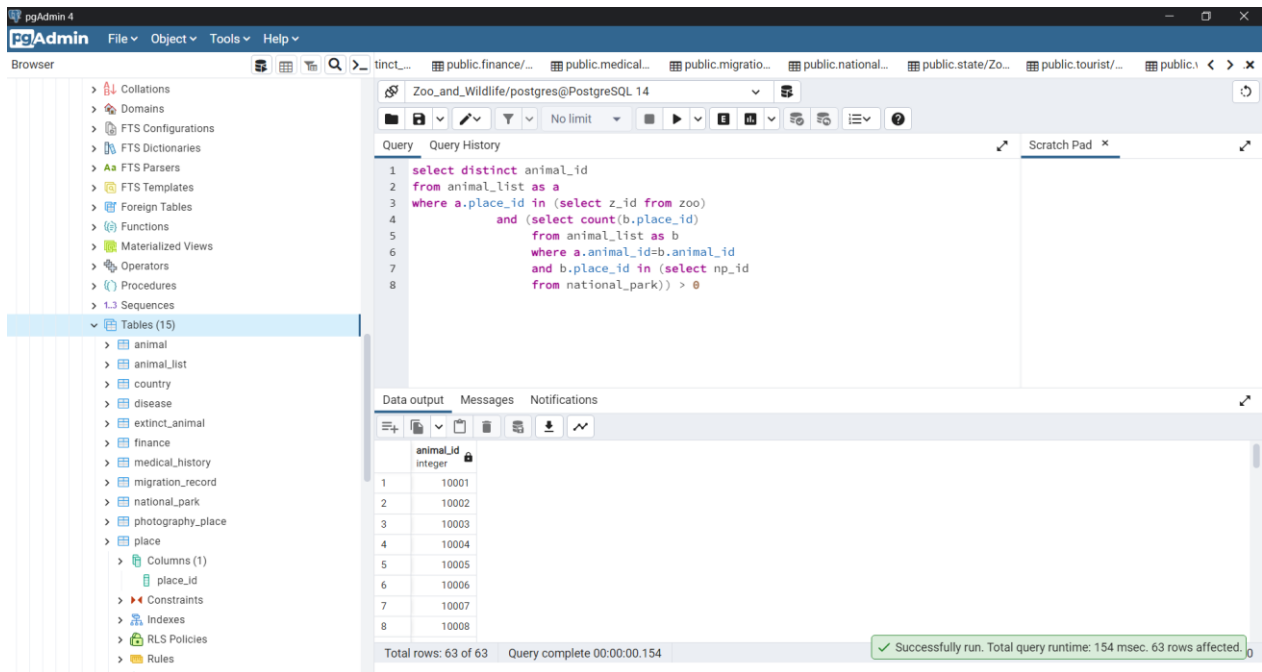 pgAdmin 4
pgAdmin File Object Tools Help
Browser
tinct_... public.finance/... public.medical... public.migratio... public.national... public.state/Zo... public.tourist/... public.v
Collations
Domains
FTS Configurations
FTS Dictionaries
Aa FTS Parsers
FTS Templates
Foreign Tables
Functions
Materialized Views
Operators
Procedures
1..3 Sequences
Tables (15)
animal
animal_list
country
disease
extinct_animal
finance
medical_history
migration_record
national_park
photography_place
place
Columns (1)
place_id
Constraints
Indexes
RLS Policies
Rules
Zoo_and_Wildlife/postgres@PostgreSQL 14
No limit
E
Query Query History
Scratch Pad
1 select distinct animal_id
2 from animal_list as a
3 where a.place_id in (select z_id from zoo)
4 and (select count(b.place_id)
5 from animal_list as b
6 where a.animal_id=b.animal_id
7 and b.place_id in (select np_id
8 from national_park)) > 0
Data output Messages Notifications
animal_id
integer
1 10001
2 10002
3 10003
4 10004
5 10005
6 10006
7 10007
8 10008
Total rows: 63 of 63 Query complete 00:00:00.154
Successfully run. Total query runtime: 154 msec. 63 rows affected.